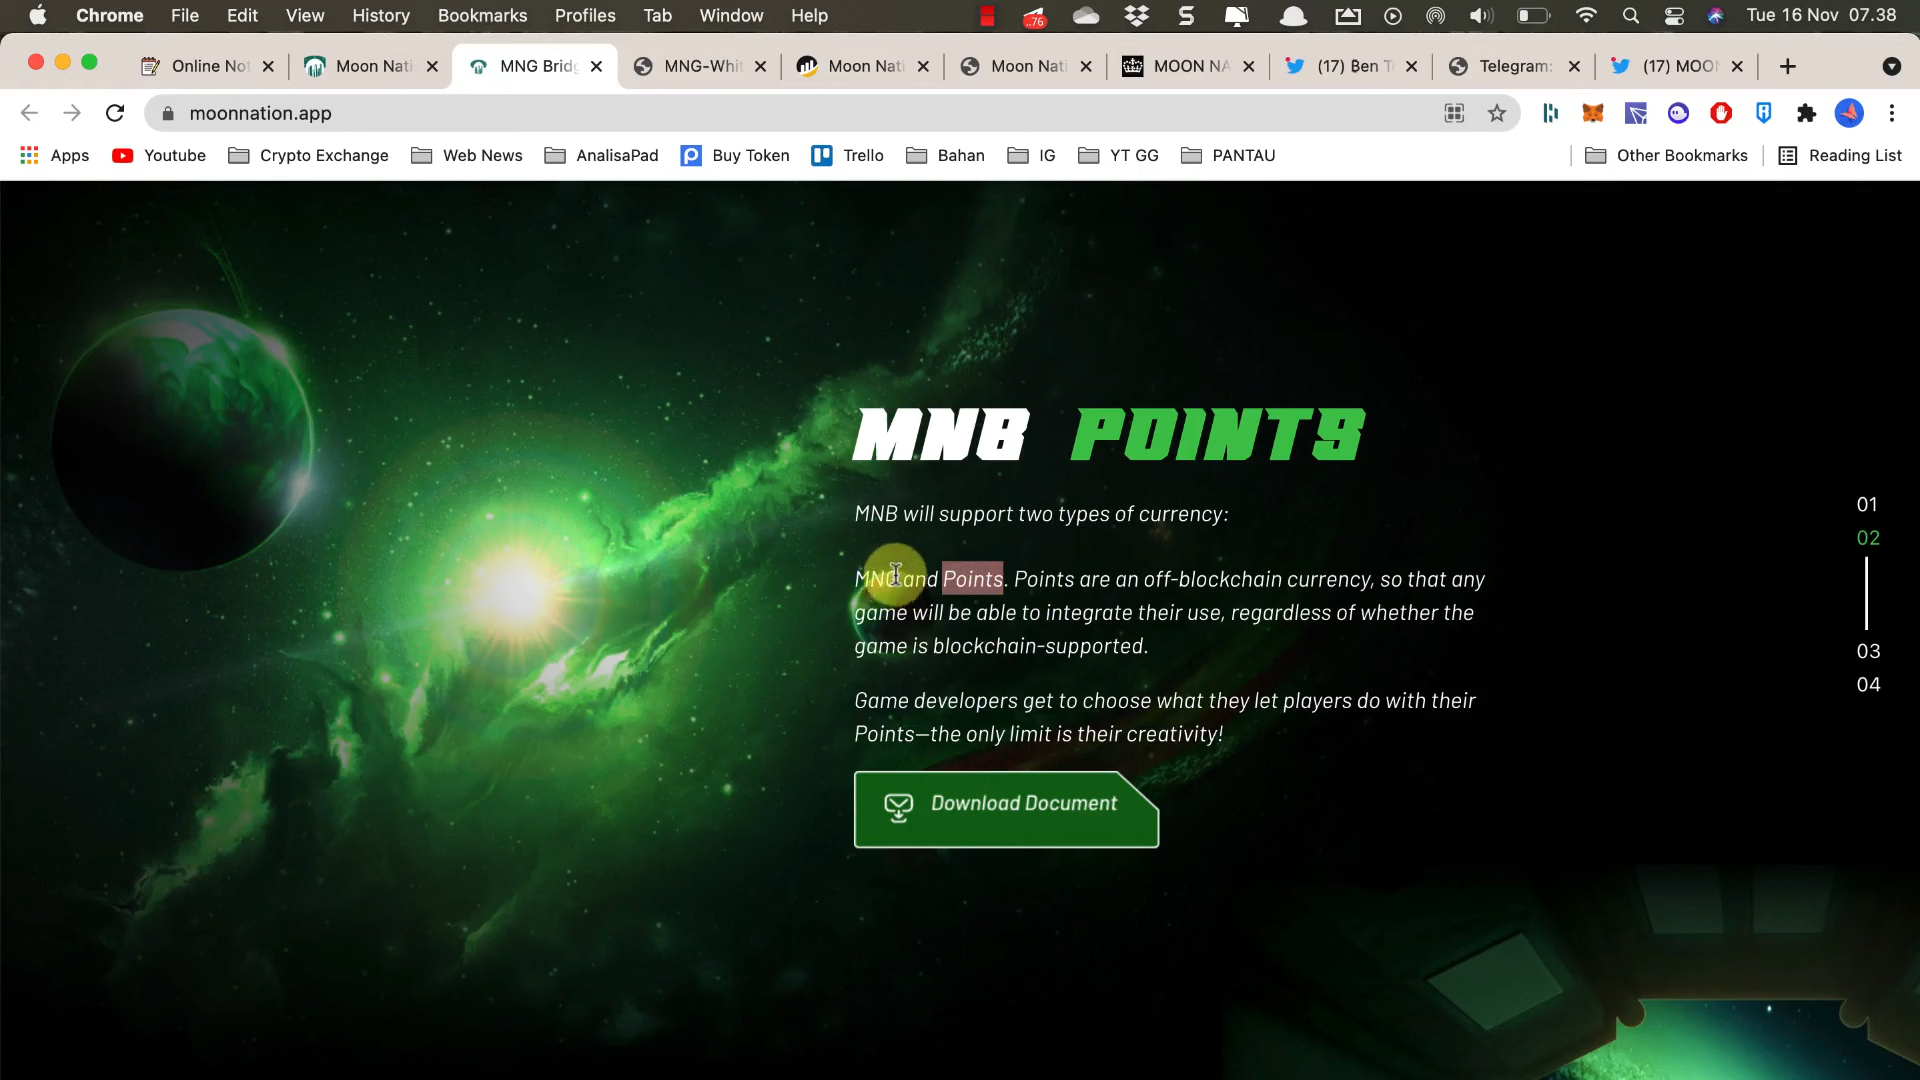 Chrome File Edit View History Bookmarks Profiles Tab Window Help ..76 Tue 16 Nov 07.38
Online Not Moon Nati MNG Bridg MNG-Whit Moon Nati Moon Nati MOON NA (17) Ben T Telegram: (17) MOON
moonnation.app
Apps Youtube Crypto Exchange Web News AnalisaPad Buy Token Trello Bahan IG YT GG PANTAU Other Bookmarks Reading List
MNB POINTS
MNB will support two types of currency:
MNG and Points. Points are an off-blockchain currency, so that any
game will be able to integrate their use, regardless of whether the
game is blockchain-supported.
Game developers get to choose what they let players do with their
Points—the only limit is their creativity!
Download Document
01
02
03
04